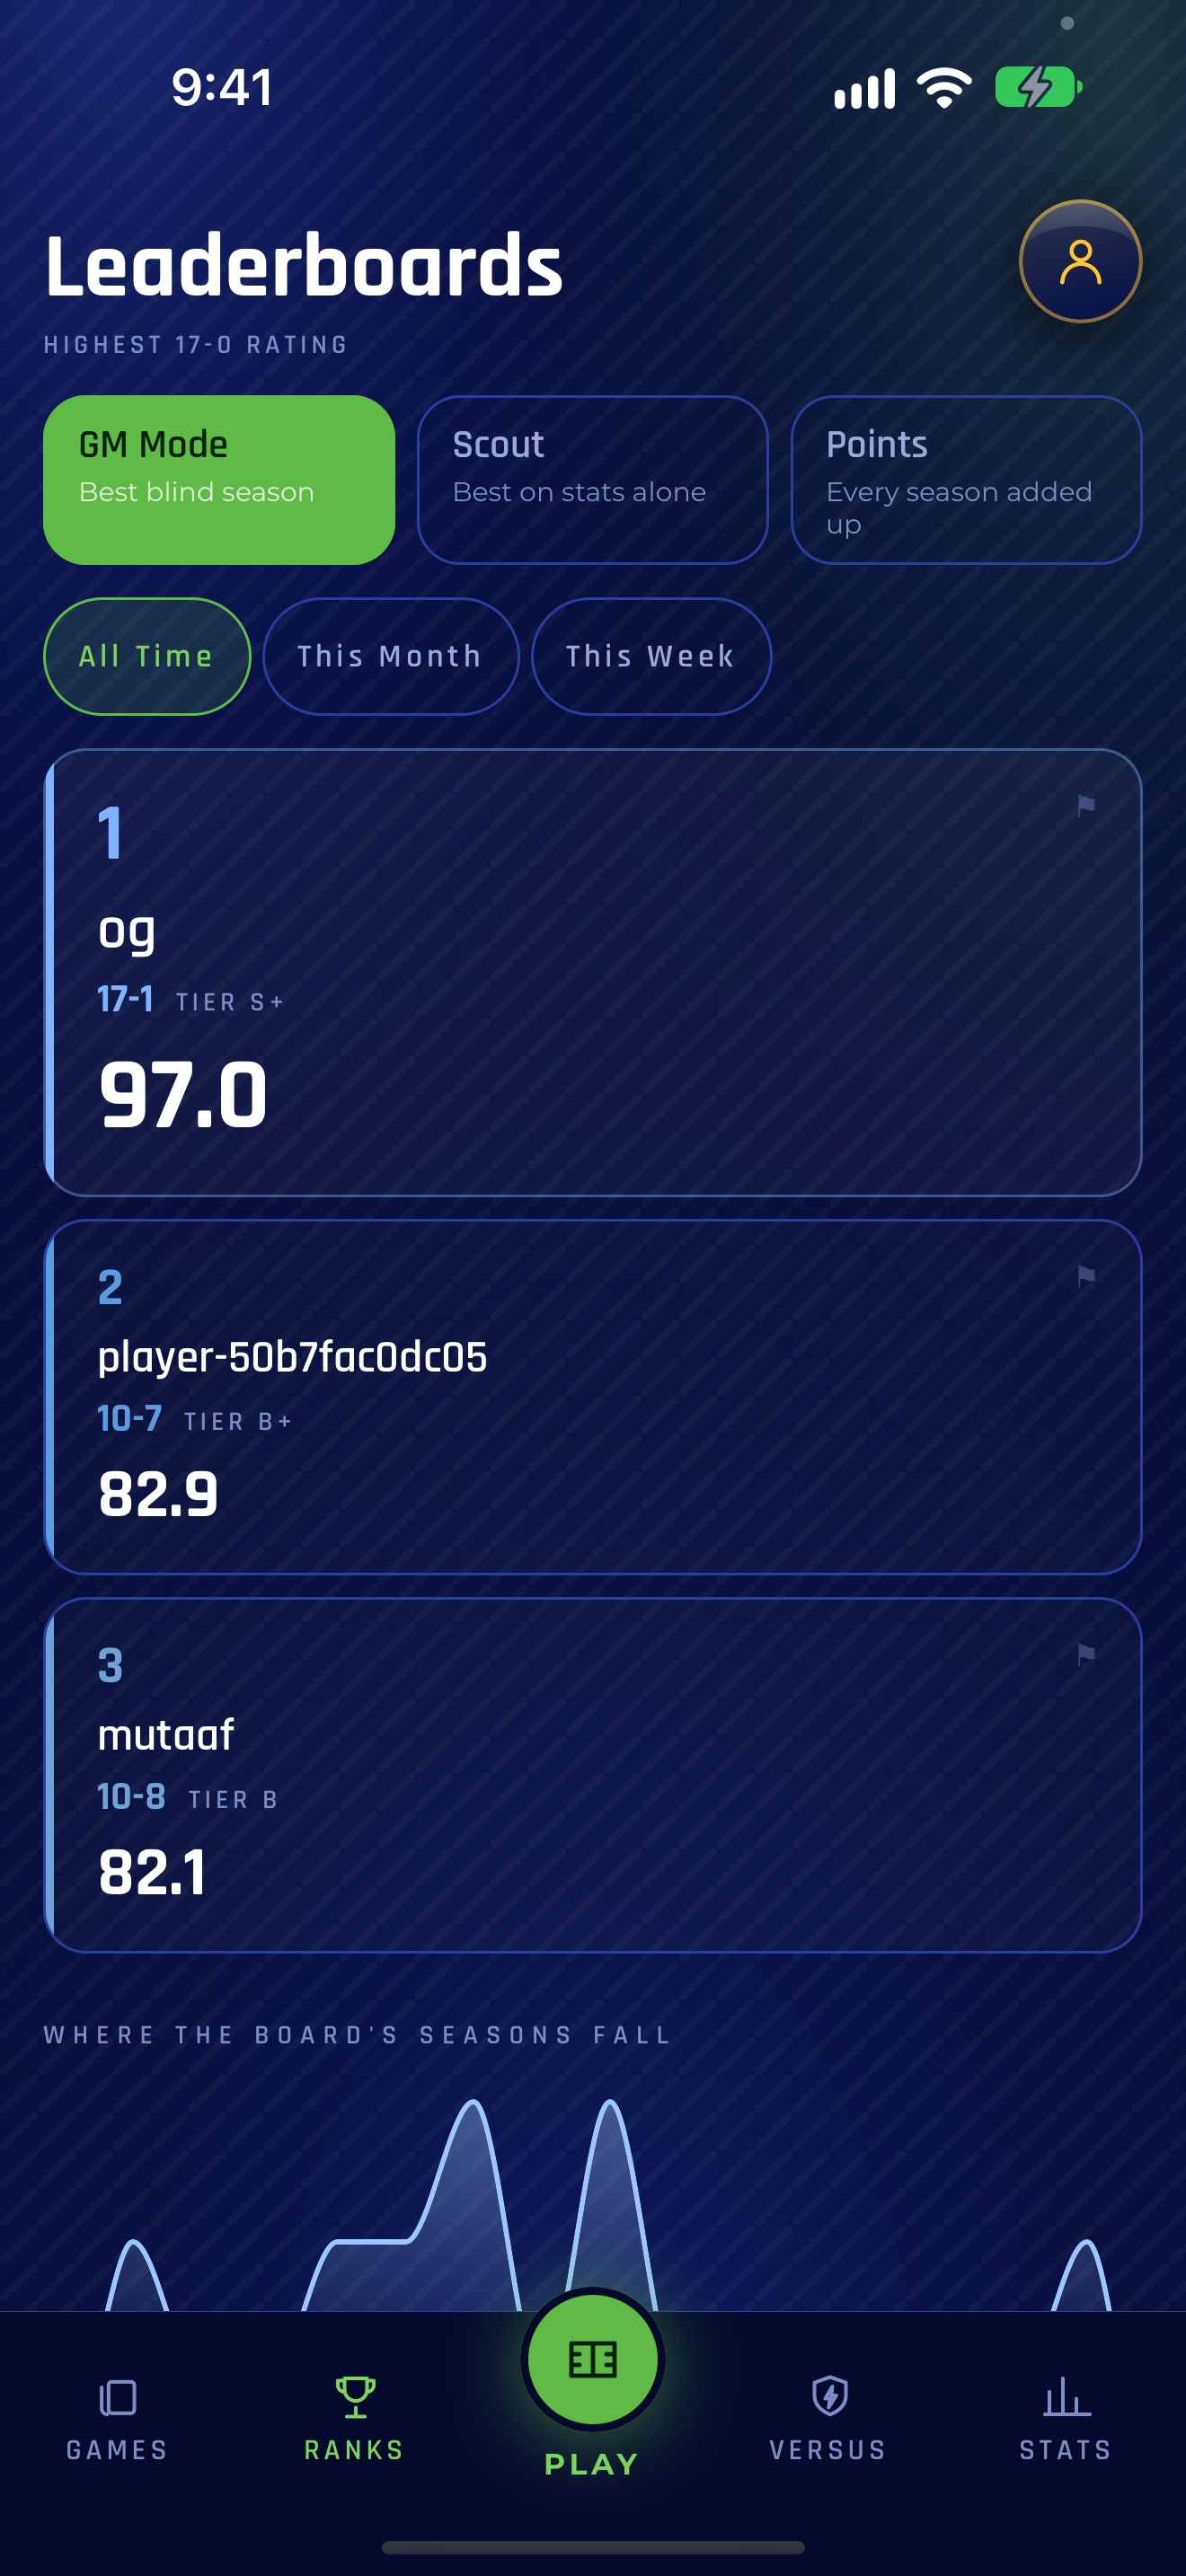 9:41
Leaderboards
HIGHEST 17-0 RATING
GM Mode
Best blind season
Scout
Best on stats alone
Points
Every season added
up
All Time
This Month
This Week
1
og
17-1 TIER S+
97.0
2
player-50b7fac0dc05
10-7 TIER B+
82.9
3
mutaaf
10-8 TIER B
82.1
WHERE THE BOARD'S SEASONS FALL
GAMES
RANKS
PLAY
VERSUS
STATS